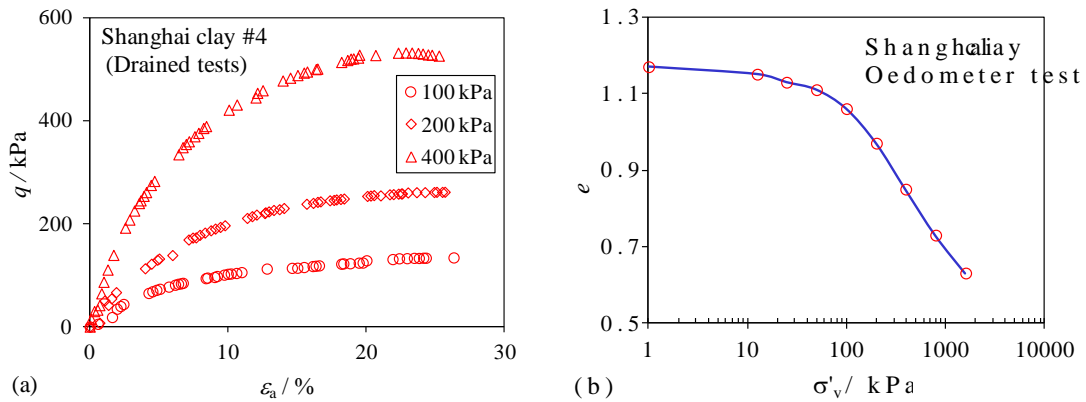 600
400
200
0
0
10
20
30
q / kPa
εa / %
Shanghai clay #4
(Drained tests)
100 kPa
200 kPa
400 kPa
(a)
1.3
1.1
0.9
0.7
0.5
1
10
100
1000
10000
e
σ'v / kPa
Oedometer test
(b)